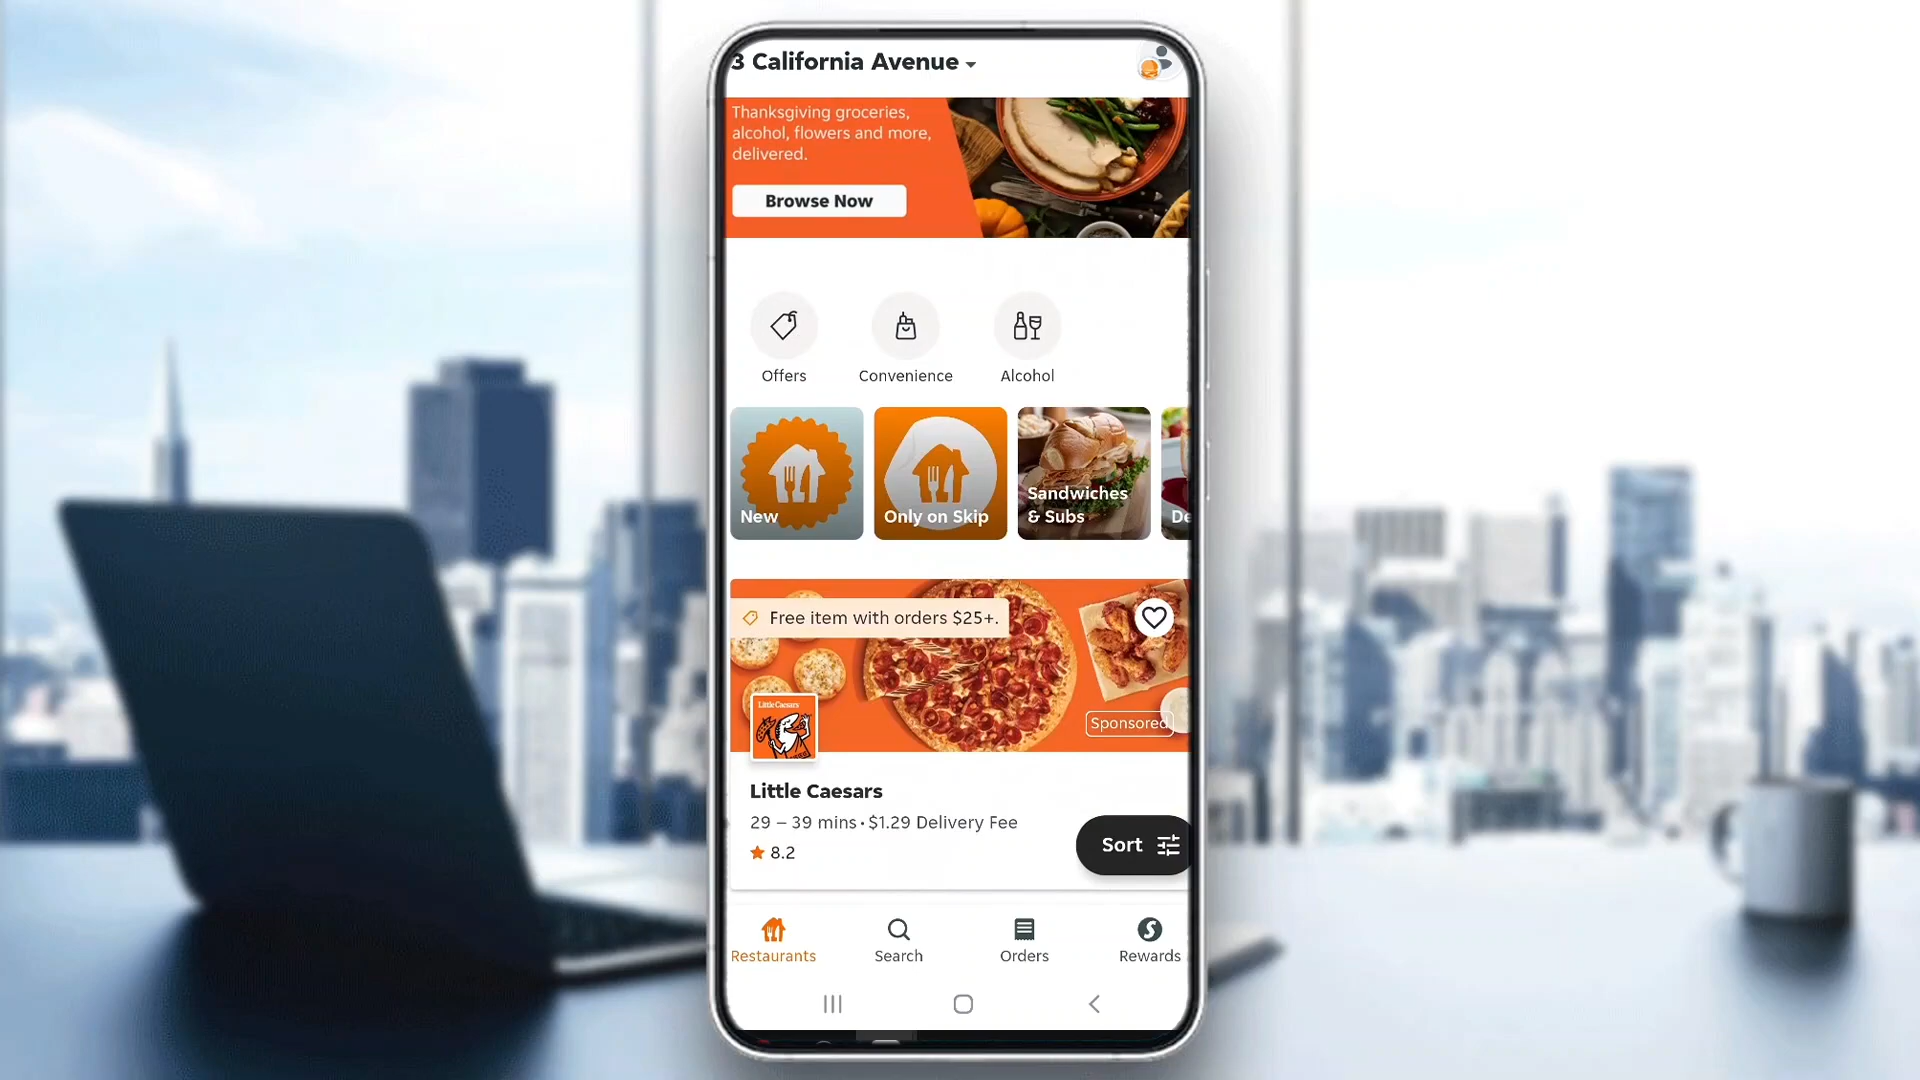 3 California Avenue
Thanksgiving groceries,
alcohol, flowers and more,
delivered.
Browse Now
Offers
Convenience
Alcohol
New
Only on Skip
Sandwiches
& Subs
De
Free item with orders $25+.
Sponsored
Little Caesars
Little Caesars
29 – 39 mins • $1.29 Delivery Fee
8.2
Sort
Restaurants
Search
Orders
Rewards